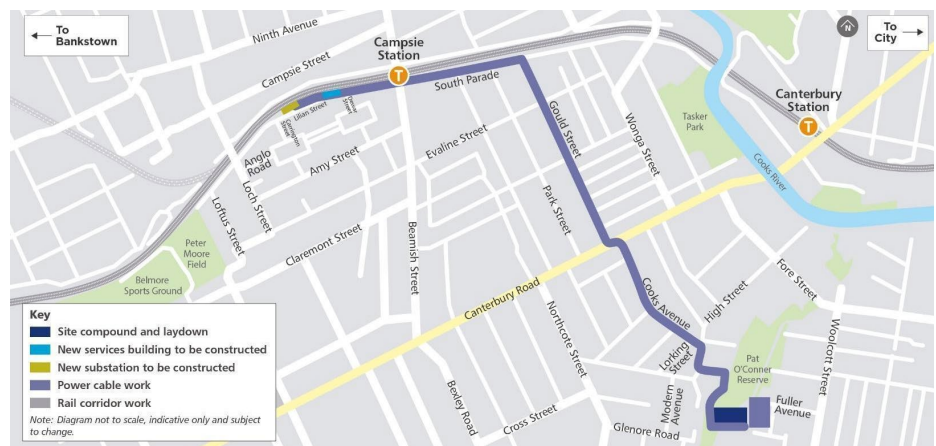 To
Bankstown
Ninth Avenue
Campsie Street
Campsie
Station
T
N
To
City
South Parade
Canterbury
Station
T
Lilian Street
Carrington
Street
Anglo
Road
Amy Street
Evaline Street
Gould Street
Wonga Street
Tasker
Park
Cooks River
Loch Street
Loftus Street
Park Street
Peter
Moore
Field
Claremont Street
Beamish Street
Belmore
Sports Ground
Canterbury Road
Cooks Avenue
High Street
Fore Street
Northcote Street
Lorking
Street
Woolcott Street
Pat
O'Conner
Reserve
Modern
Avenue
Fuller
Avenue
Bexley Road
Cross Street
Glenore Road
Key
Site compound and laydown
New services building to be constructed
New substation to be constructed
Power cable work
Rail corridor work
Note: Diagram not to scale, indicative only and subject
to change.